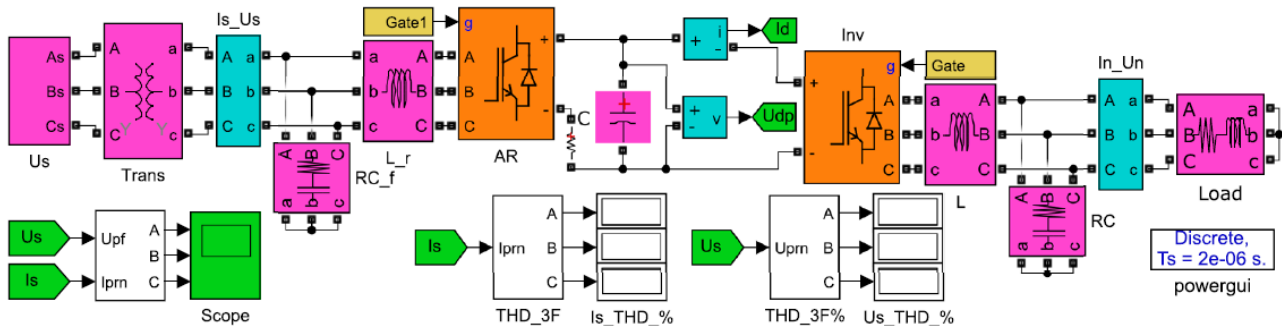 Is_Us
Gate1
g
Id
Inv
Gate
g
In_Un
As
Bs
Cs
A
B
C
a
b
c
Y
Y
A
B
C
a
b
c
a
b
c
A
B
C
A
B
C
+
-
C
+
-
i
-
+
-
v
Udp
+
-
A
B
C
a
b
c
A
B
C
A
B
C
a
b
c
A
B
C
a
b
c
Us
Trans
A B C
a b c
RC_f
L_r
AR
L
A B C
a b c
RC
Load
Us
Is
Upf
Iprn
A
B
C
Scope
Is
Iprn
A
B
C
THD_3F
Is_THD_%
Us
Uprn
A
B
C
THD_3F%
Us_THD_%
Discrete,
Ts = 2e-06 s.
powergui